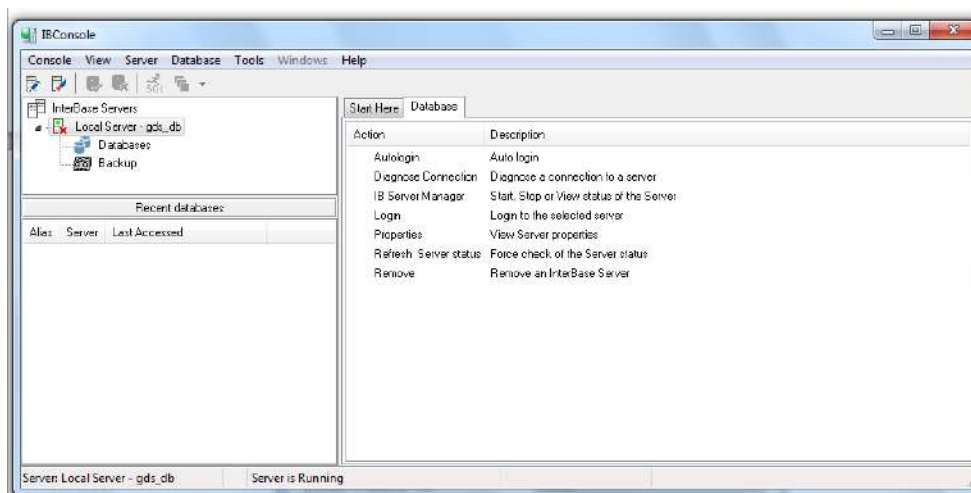 IBConsole
Console View Server Database Tools Windows Help
SQL
InterBase Servers
Local Server - gds_db
Databases
Backup
Recent databases
Alias Server Last Accessed
Start Here Database
Action Description
Autologin Auto login
Diagnose Connection Diagnose a connection to a server
IB Server Manager Start, Stop or View status of the Server
Login Login to the selected server
Properties View Server properties
Refresh Server status Force check of the Server status
Remove Remove an InterBase Server
Server: Local Server - gds_db Server is Running